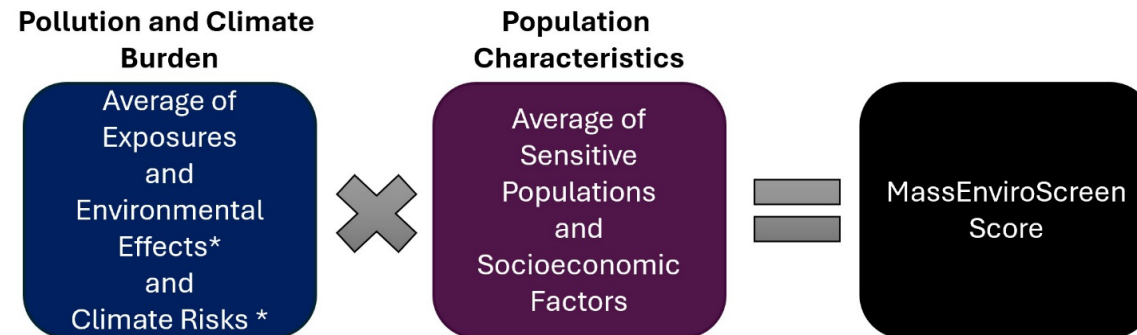 Pollution and Climate
Burden
Average of
Exposures
and
Environmental
Effects*
and
Climate Risks *
Population
Characteristics
Average of
Sensitive
Populations
and
Socioeconomic
Factors
MassEnviroScreen
Score